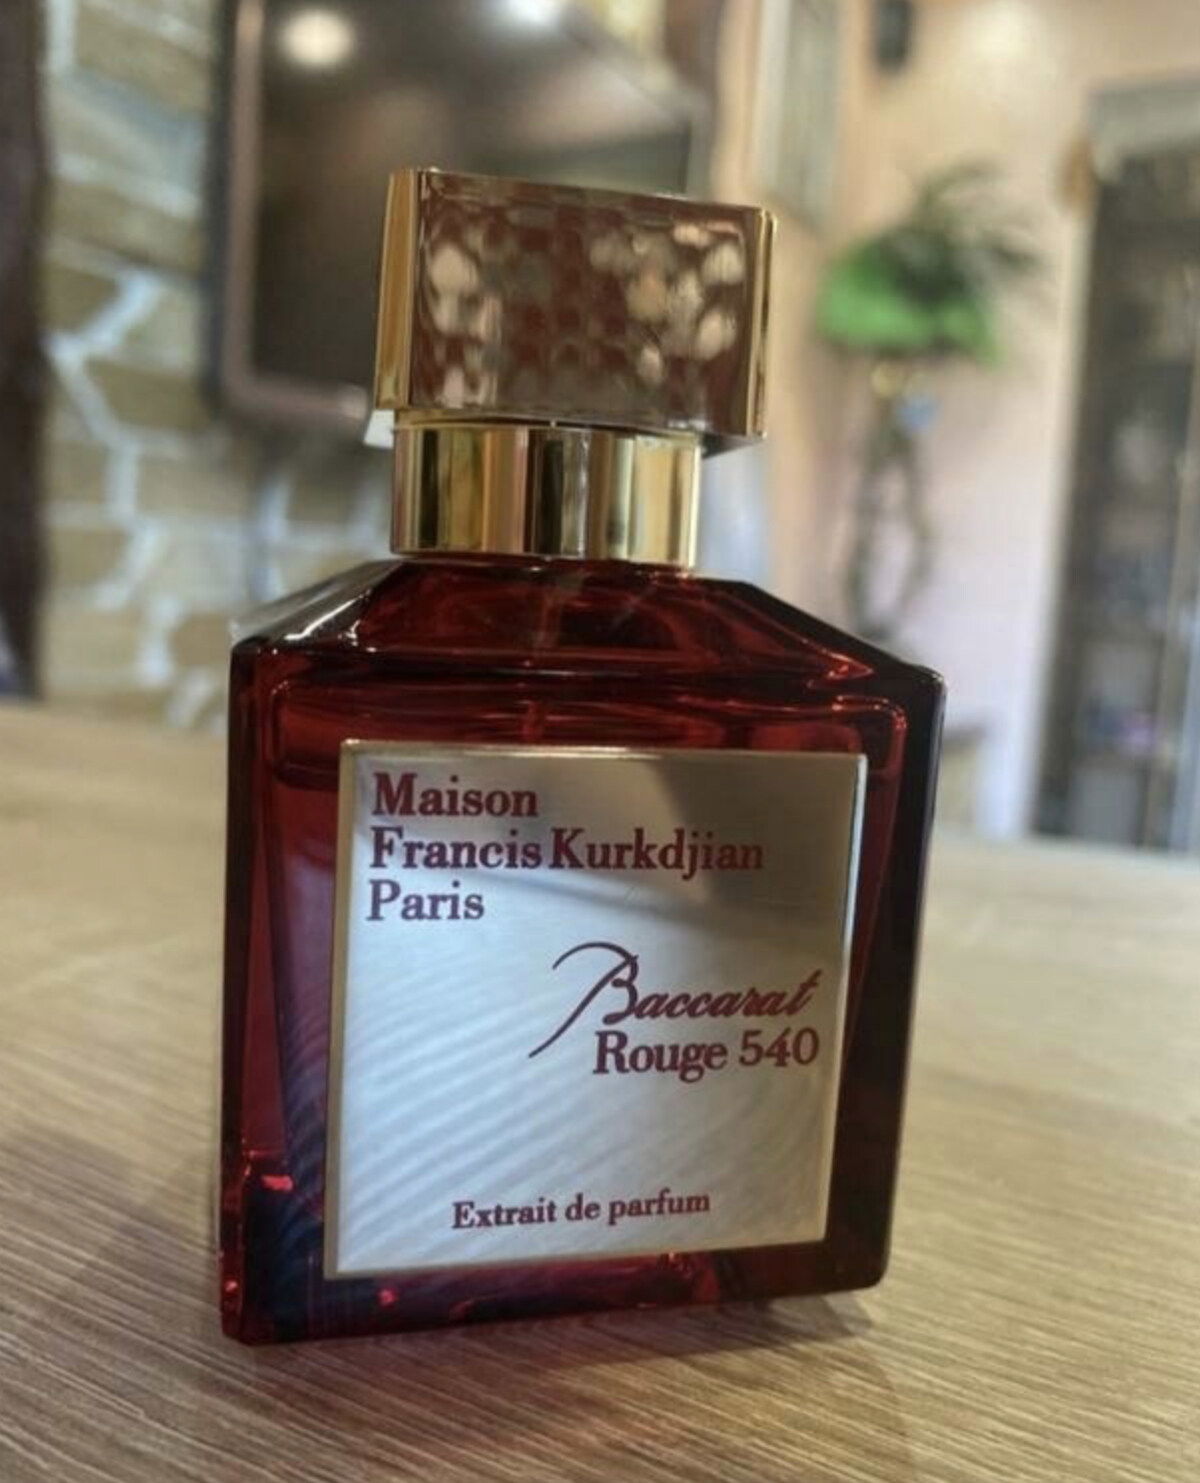 Maison
Francis Kurkdjian
Paris
Baccarat
Rouge 540
Extrait de parfum